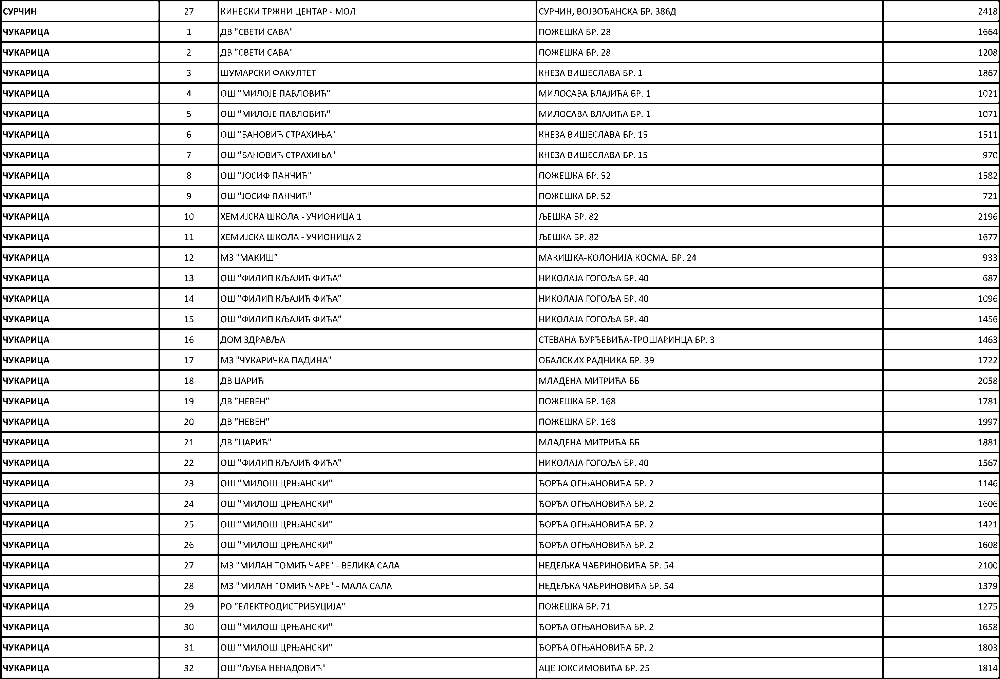 СУРЧИН 27 КИНЕСКИ ТРЖНИ ЦЕНТАР - МОЛ СУРЧИН, ВОЈВОЂАНСКА БР. 386Д 2418
ЧУКАРИЦА 1 ДВ "СВЕТИ САВА" ПОЖЕШКА БР. 28 1664
ЧУКАРИЦА 2 ДВ "СВЕТИ САВА" ПОЖЕШКА БР. 28 1208
ЧУКАРИЦА 3 ШУМАРСКИ ФАКУЛТЕТ КНЕЗА ВИШЕСЛАВА БР. 1 1867
ЧУКАРИЦА 4 ОШ "МИЛОЈЕ ПАВЛОВИЋ" МИЛОСАВА ВЛАЈИЋА БР. 1 1021
ЧУКАРИЦА 5 ОШ "МИЛОЈЕ ПАВЛОВИЋ" МИЛОСАВА ВЛАЈИЋА БР. 1 1071
ЧУКАРИЦА 6 ОШ "БАНОВИЋ СТРАХИЊА" КНЕЗА ВИШЕСЛАВА БР. 15 1511
ЧУКАРИЦА 7 ОШ "БАНОВИЋ СТРАХИЊА" КНЕЗА ВИШЕСЛАВА БР. 15 970
ЧУКАРИЦА 8 ОШ "ЈОСИФ ПАНЧИЋ" ПОЖЕШКА БР. 52 1582
ЧУКАРИЦА 9 ОШ "ЈОСИФ ПАНЧИЋ" ПОЖЕШКА БР. 52 721
ЧУКАРИЦА 10 ХЕМИЈСКА ШКОЛА - УЧИОНИЦА 1 ЉЕШКА БР. 82 2196
ЧУКАРИЦА 11 ХЕМИЈСКА ШКОЛА - УЧИОНИЦА 2 ЉЕШКА БР. 82 1677
ЧУКАРИЦА 12 МЗ "МАКИШ" МАКИШКА-КОЛОНИЈА КОСМАЈ БР. 24 933
ЧУКАРИЦА 13 ОШ "ФИЛИП КЉАЈИЋ ФИЋА" НИКОЛАЈА ГОГОЉА БР. 40 687
ЧУКАРИЦА 14 ОШ "ФИЛИП КЉАЈИЋ ФИЋА" НИКОЛАЈА ГОГОЉА БР. 40 1096
ЧУКАРИЦА 15 ОШ "ФИЛИП КЉАЈИЋ ФИЋА" НИКОЛАЈА ГОГОЉА БР. 40 1456
ЧУКАРИЦА 16 ДОМ ЗДРАВЉА СТЕВАНА ЂУРЂЕВИЋА-ТРОШАРИНЦА БР. 3 1463
ЧУКАРИЦА 17 МЗ "ЧУКАРИЧКА ПАДИНА" ОБАЛСКИХ РАДНИКА БР. 39 1722
ЧУКАРИЦА 18 ДВ ЦАРИЋ МЛАДЕНА МИТРИЋА ББ 2058
ЧУКАРИЦА 19 ДВ "НЕВЕН" ПОЖЕШКА БР. 168 1781
ЧУКАРИЦА 20 ДВ "НЕВЕН" ПОЖЕШКА БР. 168 1997
ЧУКАРИЦА 21 ДВ "ЦАРИЋ" МЛАДЕНА МИТРИЋА ББ 1881
ЧУКАРИЦА 22 ОШ "ФИЛИП КЉАЈИЋ ФИЋА" НИКОЛАЈА ГОГОЉА БР. 40 1567
ЧУКАРИЦА 23 ОШ "МИЛОШ ЦРЊАНСКИ" ЂОРЂА ОГЊАНОВИЋА БР. 2 1146
ЧУКАРИЦА 24 ОШ "МИЛОШ ЦРЊАНСКИ" ЂОРЂА ОГЊАНОВИЋА БР. 2 1606
ЧУКАРИЦА 25 ОШ "МИЛОШ ЦРЊАНСКИ" ЂОРЂА ОГЊАНОВИЋА БР. 2 1421
ЧУКАРИЦА 26 ОШ "МИЛОШ ЦРЊАНСКИ" ЂОРЂА ОГЊАНОВИЋА БР. 2 1608
ЧУКАРИЦА 27 МЗ "МИЛАН ТОМИЋ ЧАРЕ" - ВЕЛИКА САЛА НЕДЕЉКА ЧАБРИНОВИЋА БР. 54 2100
ЧУКАРИЦА 28 МЗ "МИЛАН ТОМИЋ ЧАРЕ" - МАЛА САЛА НЕДЕЉКА ЧАБРИНОВИЋА БР. 54 1379
ЧУКАРИЦА 29 РО "ЕЛЕКТРОДИСТРИБУЦИЈА" ПОЖЕШКА БР. 71 1275
ЧУКАРИЦА 30 ОШ "МИЛОШ ЦРЊАНСКИ" ЂОРЂА ОГЊАНОВИЋА БР. 2 1658
ЧУКАРИЦА 31 ОШ "МИЛОШ ЦРЊАНСКИ" ЂОРЂА ОГЊАНОВИЋА БР. 2 1803
ЧУКАРИЦА 32 ОШ "ЉУБА НЕНАДОВИЋ" АЦЕ ЈОКСИМОВИЋА БР. 25 1814